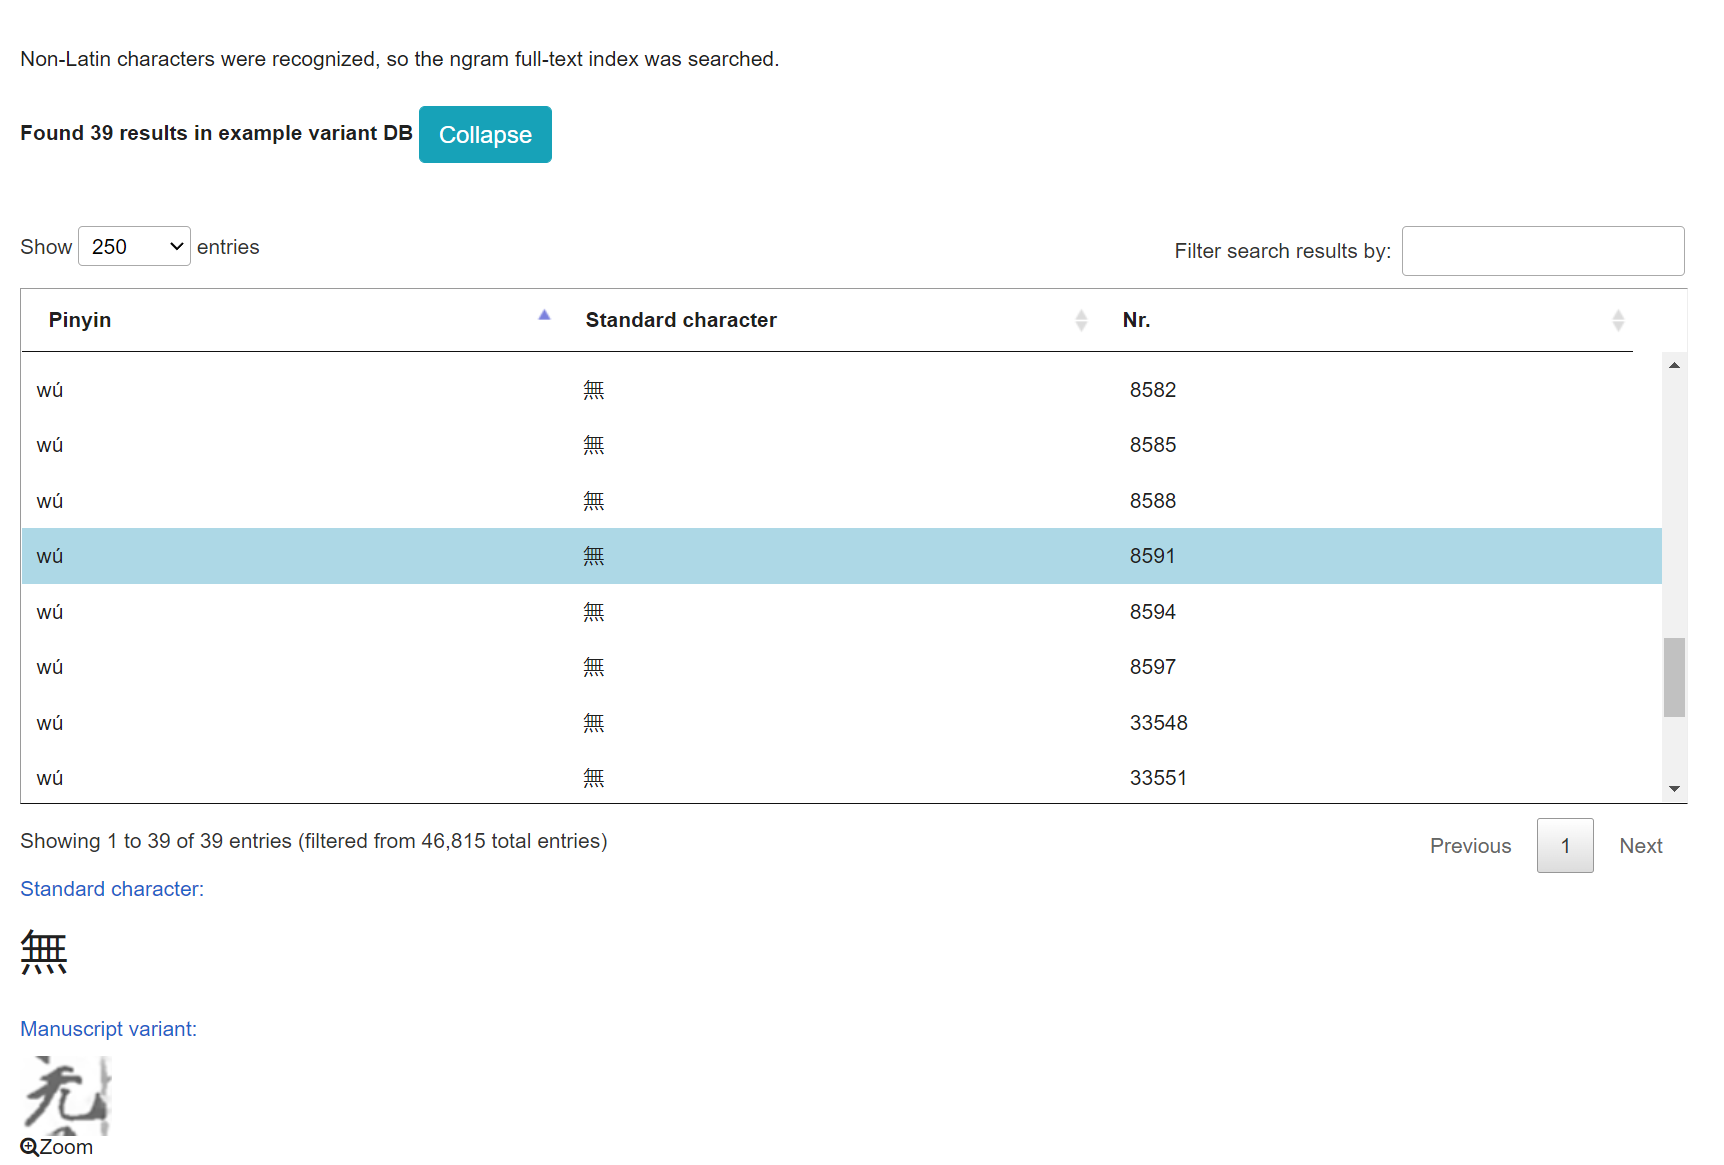 Non-Latin characters were recognized, so the ngram full-text index was searched.
Found 39 results in example variant DB Collapse
Show 250 entries
Filter search results by:
Pinyin Standard character Nr.
wú 無 8582
wú 無 8585
wú 無 8588
wú 無 8591
wú 無 8594
wú 無 8597
wú 無 33548
wú 無 33551
Showing 1 to 39 of 39 entries (filtered from 46,815 total entries)
Previous 1 Next
Standard character:
無
Manuscript variant:
无
Zoom